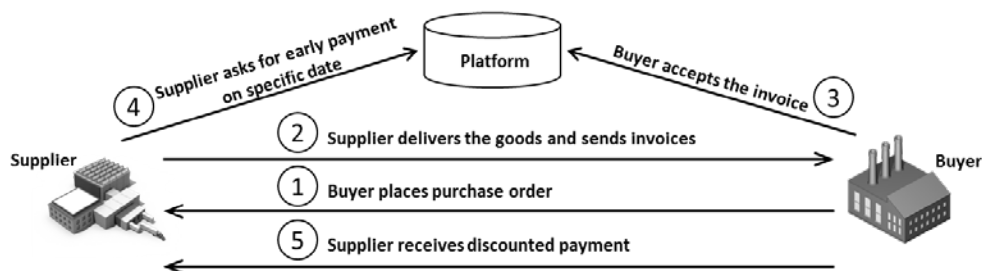 Platform
4
Supplier asks for early payment
on specific date
Buyer accepts the invoice
3
2
Supplier delivers the goods and sends invoices
Supplier
Buyer
1
Buyer places purchase order
5
Supplier receives discounted payment